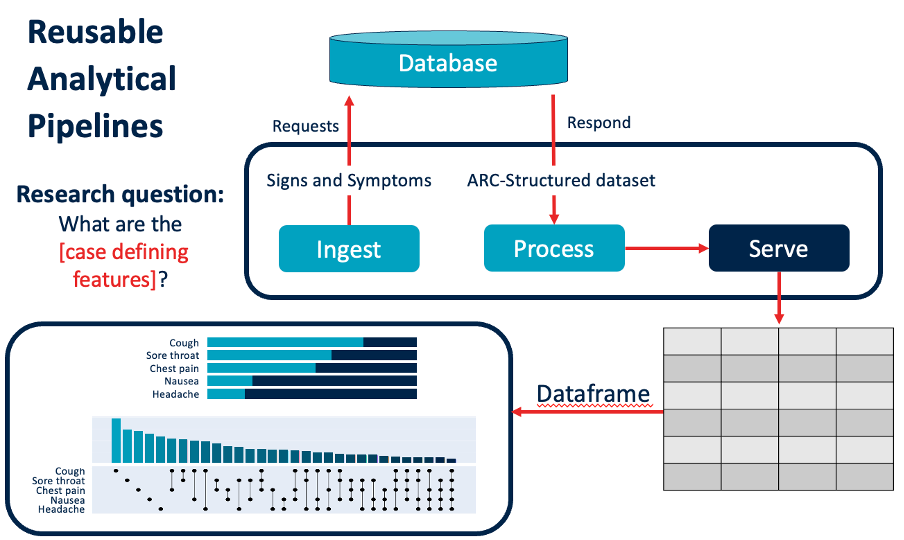 Reusable
Analytical
Pipelines
Database
Requests
Respond
Signs and Symptoms
ARC-Structured dataset
Research question:
What are the
[case defining
features]?
Ingest
Process
Serve
Dataframe
Cough
Sore throat
Chest pain
Nausea
Headache
Cough
Sore throat
Chest pain
Nausea
Headache